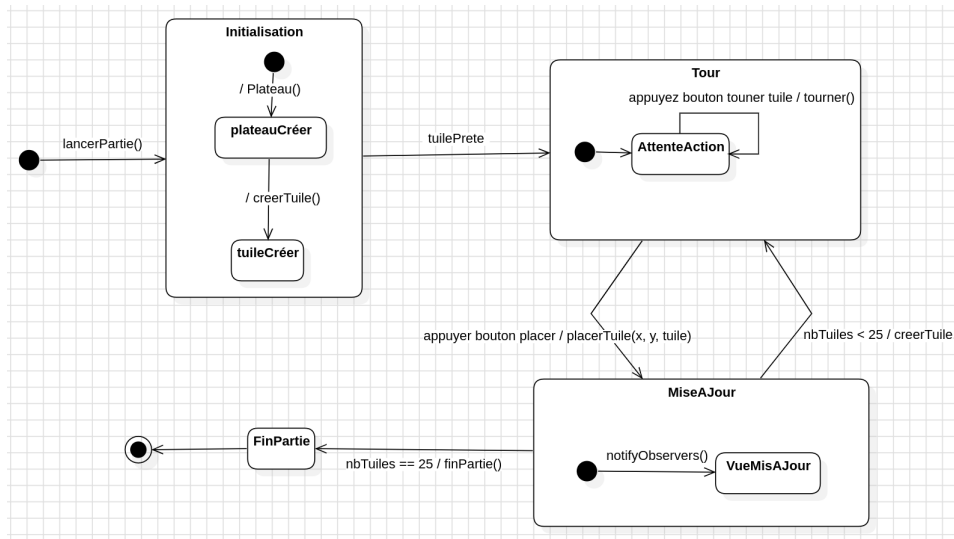 Initialisation
/ Plateau()
plateauCréer
/ creerTuile()
tuileCréer
lancerPartie()
tuilePrete
Tour
appuyez bouton touner tuile / tourner()
AttenteAction
appuyer bouton placer / placerTuile(x, y, tuile)
nbTuiles < 25 / creerTuile
MiseAJour
notifyObservers()
VueMisAJour
nbTuiles == 25 / finPartie()
FinPartie